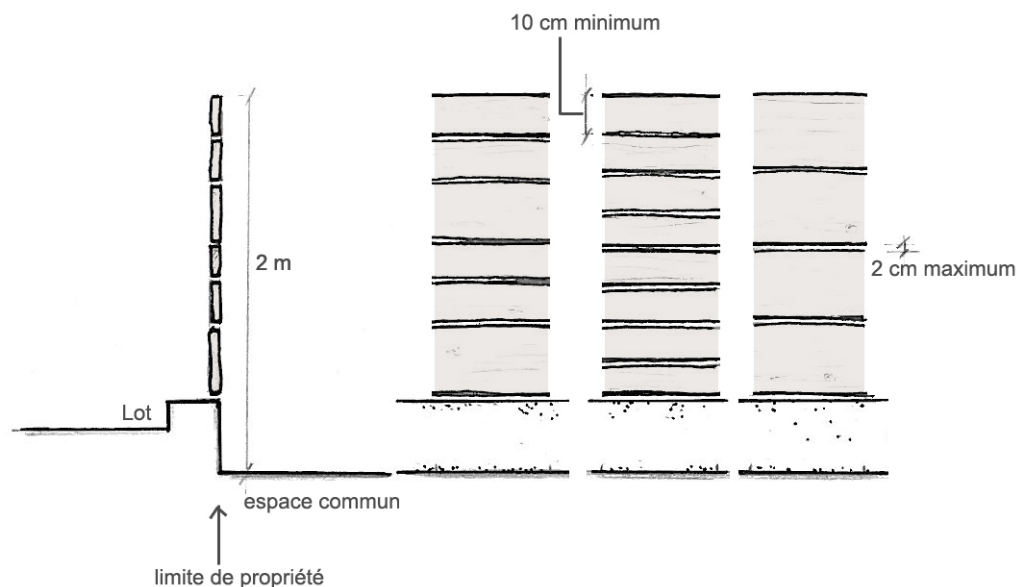 10 cm minimum
2 m
2 cm maximum
Lot
espace commun
limite de propriété